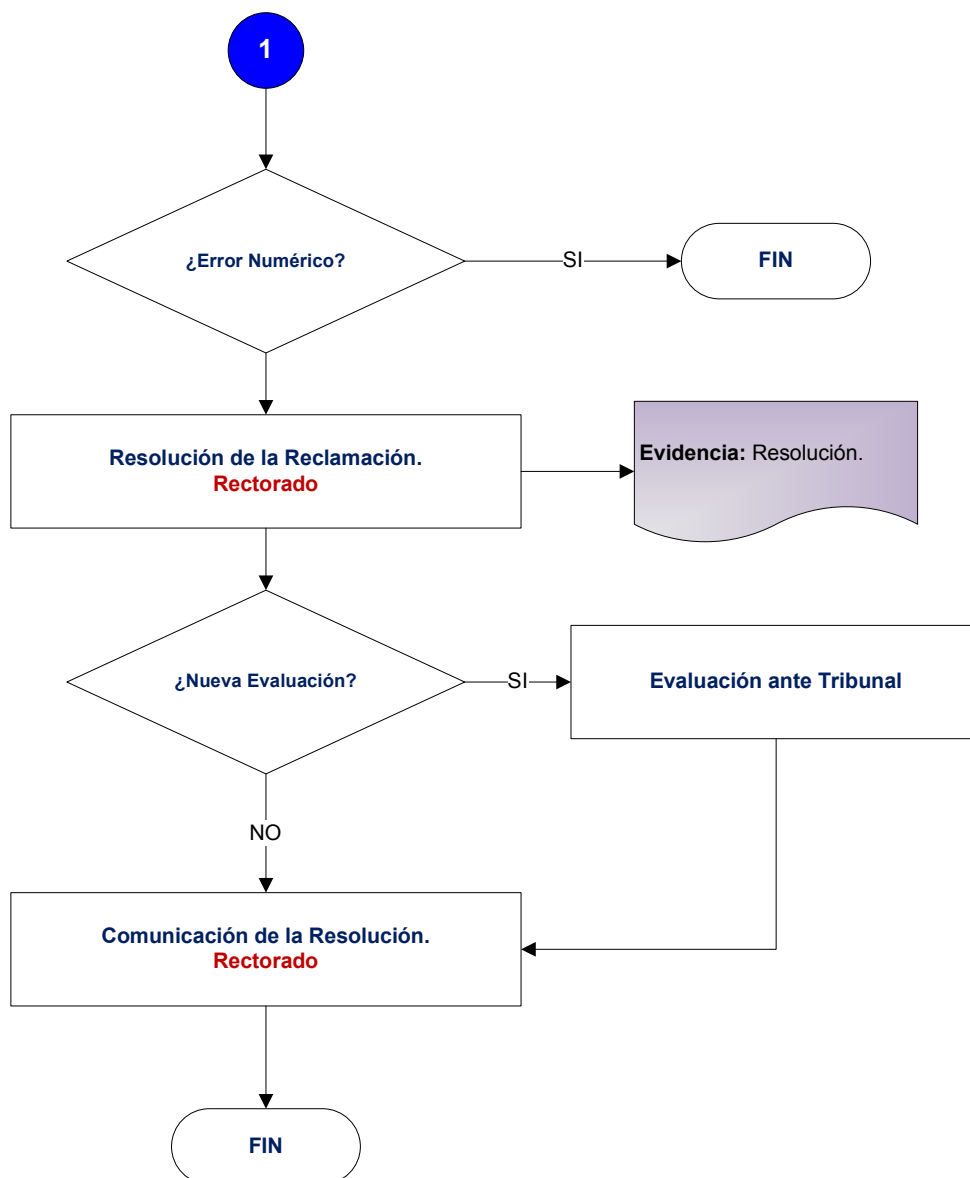 1
¿Error Numérico?
SI
FIN
Resolución de la Reclamación.
Rectorado
Evidencia: Resolución.
¿Nueva Evaluación?
SI
Evaluación ante Tribunal
NO
Comunicación de la Resolución.
Rectorado
FIN